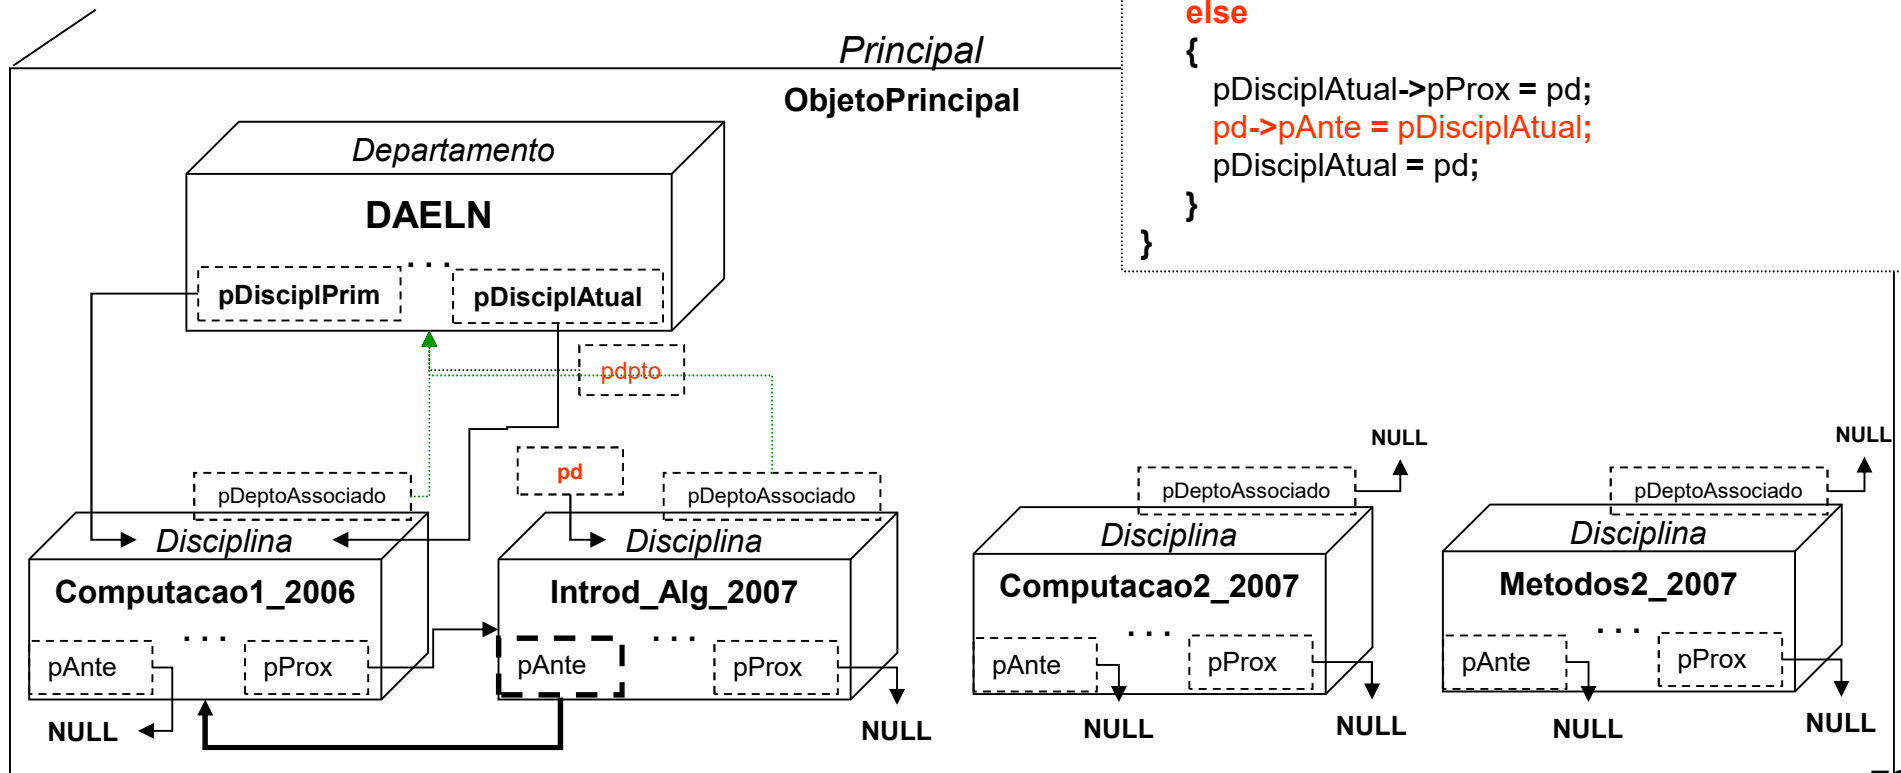 else
{
pDisciplAtual->pProx = pd;
pd->pAnte = pDisciplAtual;
pDisciplAtual = pd;
}
}
Principal
ObjetoPrincipal
Departamento
DAELN
. . .
pDisciplPrim
pDisciplAtual
pdpto
pd
pDeptoAssociado
Disciplina
Computacao1_2006
. . .
pAnte
pProx
NULL
pDeptoAssociado
Disciplina
Introd_Alg_2007
. . .
pAnte
pProx
NULL
NULL
pDeptoAssociado
Disciplina
Computacao2_2007
. . .
pAnte
pProx
NULL
NULL
NULL
pDeptoAssociado
Disciplina
Metodos2_2007
. . .
pAnte
pProx
NULL
NULL